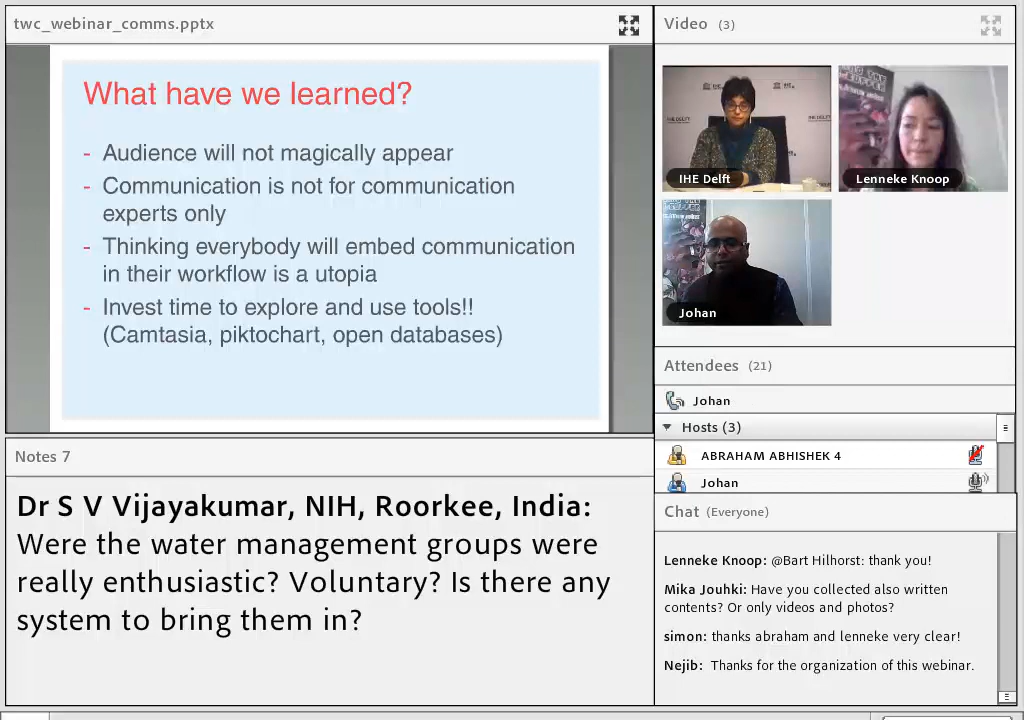 twc_webinar_comms.pptx
What have we learned?
- Audience will not magically appear
- Communication is not for communication
experts only
- Thinking everybody will embed communication
in their workflow is a utopia
- Invest time to explore and use tools!!
(Camtasia, piktochart, open databases)
Notes 7
Dr S V Vijayakumar, NIH, Roorkee, India:
Were the water management groups were
really enthusiastic? Voluntary? Is there any
system to bring them in?
Video (3)
IHE DELFT
IHE Delft
Lenneke Knoop
Johan
Attendees (21)
Johan
Hosts (3)
ABRAHAM ABHISHEK 4
Johan
Chat (Everyone)
Lenneke Knoop: @Bart Hilhorst: thank you!
Mika Jouhki: Have you collected also written
contents? Or only videos and photos?
simon: thanks abraham and lenneke very clear!
Nejib: Thanks for the organization of this webinar.